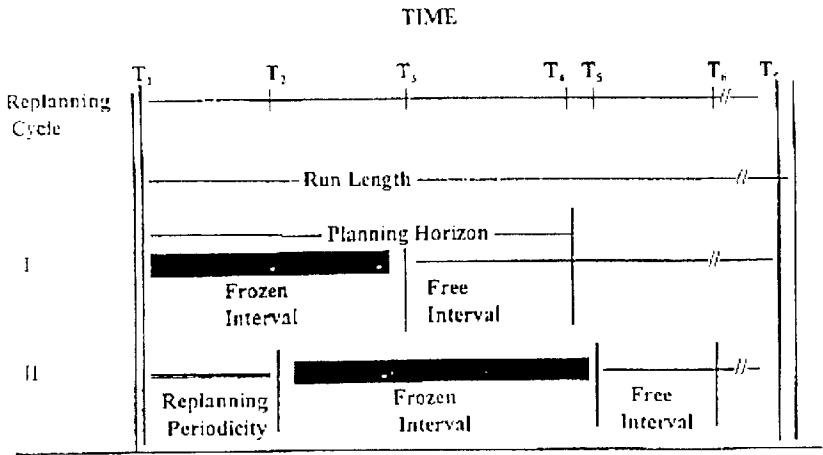 TIME
T1 T2 T3 T4 T5 T6
Replanning
Cycle
Run Length
Planning Horizon
I
Frozen
Interval
Free
Interval
II
Replanning
Periodicity
Frozen
Interval
Free
Interval